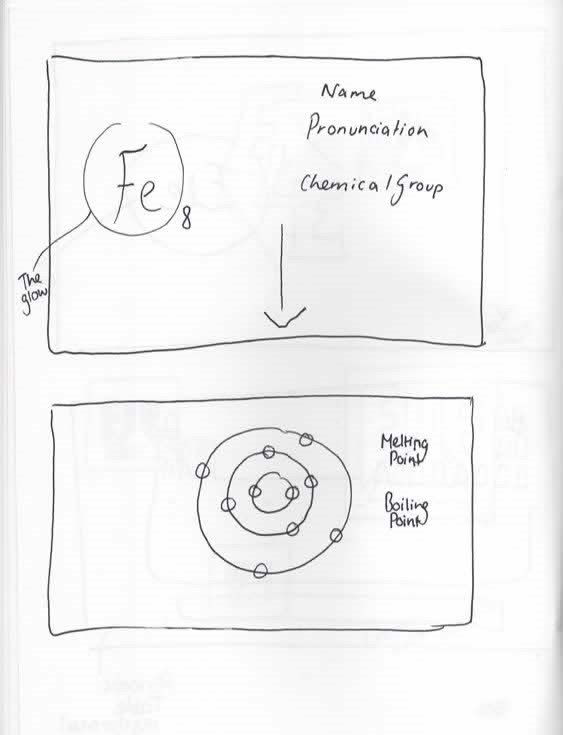 Name
Pronunciation
Chemical Group
Fe
8
The
glow
Melting
Point
Boiling
Point